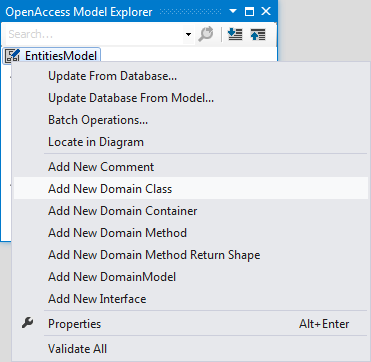 OpenAccess Model Explorer
Search...
EntitiesModel
Update From Database...
Update Database From Model...
Batch Operations...
Locate in Diagram
Add New Comment
Add New Domain Class
Add New Domain Container
Add New Domain Method
Add New Domain Method Return Shape
Add New DomainModel
Add New Interface
Properties Alt+Enter
Validate All